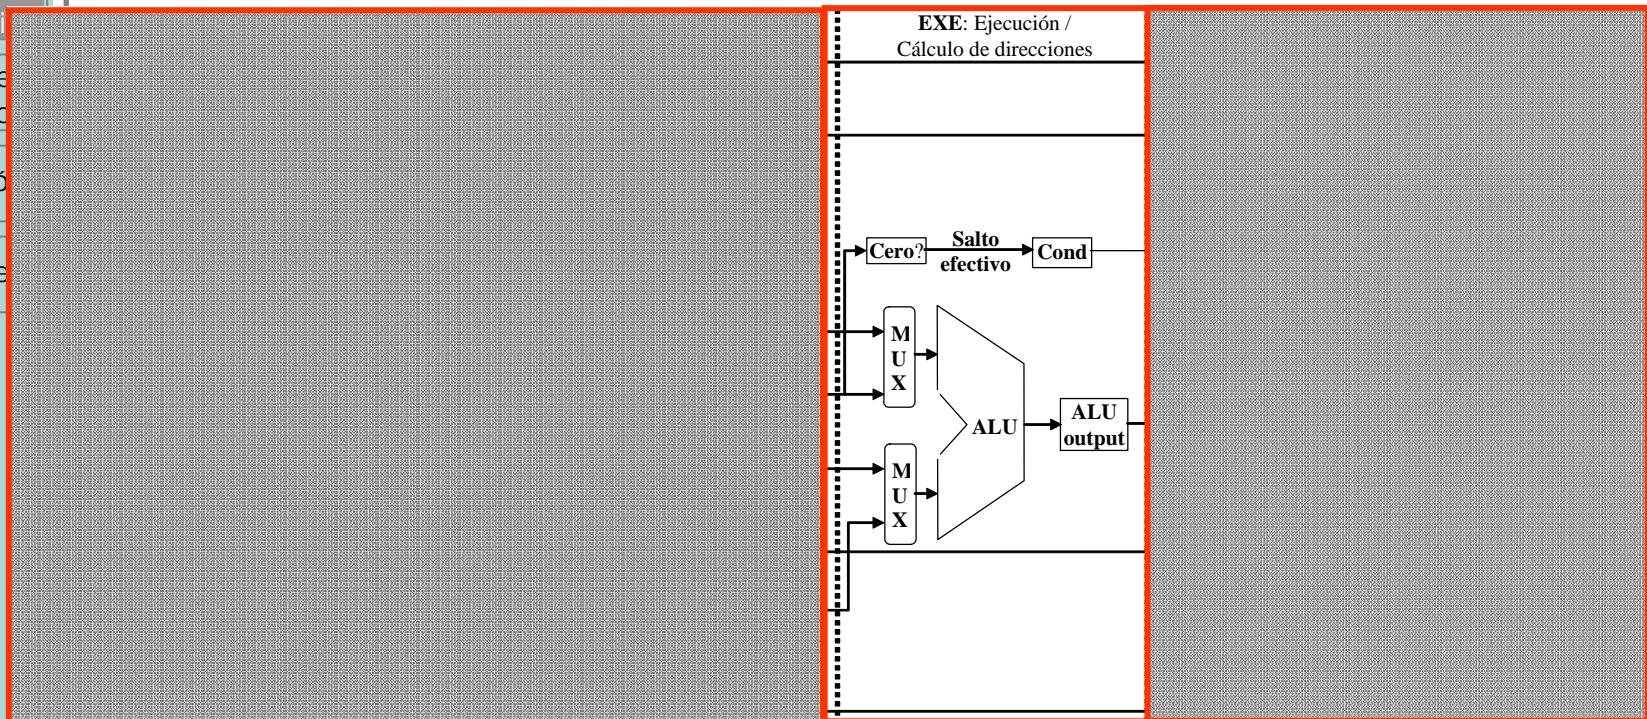 EXE: Ejecución /
Cálculo de direcciones
Cero?
Salto
efectivo
Cond
M
U
X
ALU
ALU
output
M
U
X